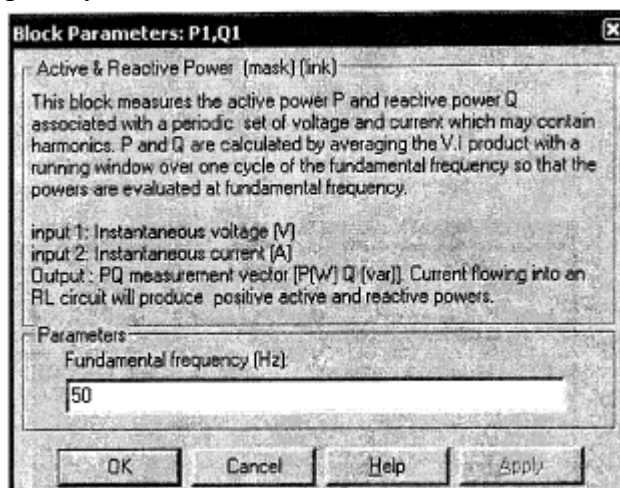 Block Parameters: P1,Q1
Active & Reactive Power (mask) (link)
This block measures the active power P and reactive power Q
associated with a periodic set of voltage and current which may contain
harmonics. P and Q are calculated by averaging the V.I product with a
running window over one cycle of the fundamental frequency so that the
powers are evaluated at fundamental frequency.
input 1: Instantaneous voltage (V)
input 2: Instantaneous current (A)
Output : PQ measurement vector [P(W) Q (var)]. Current flowing into an
RL circuit will produce positive active and reactive powers.
Parameters
Fundamental frequency (Hz)
50
OK Cancel Help Apply